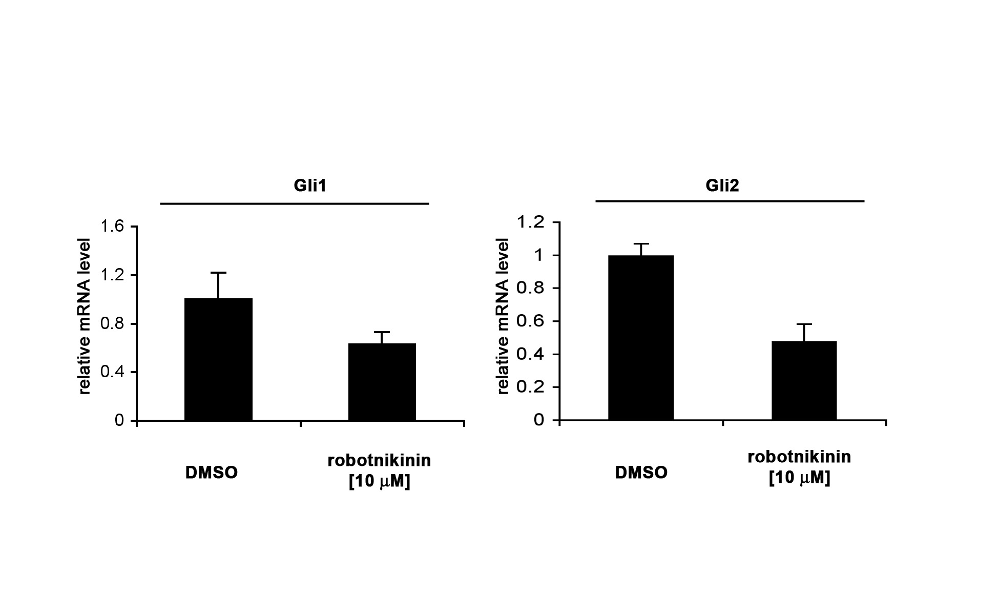 Gli1
relative mRNA level
1.6
1.2
0.8
0.4
0
DMSO
robotnikinin
[10 μM]
Gli2
relative mRNA level
1.2
1
0.8
0.6
0.4
0.2
0
DMSO
robotnikinin
[10 μM]